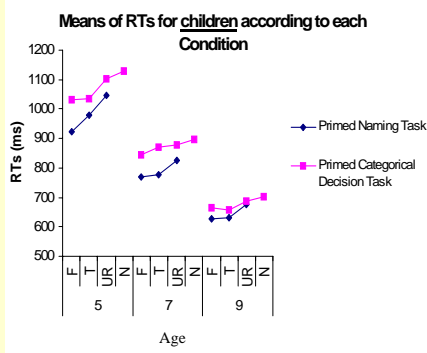 Means of RTs for children according to each
Condition
1200
1100
1000
900
800
700
600
500
RTs (ms)
F T UR N F T UR N F T UR N
5 7 9
Age
Primed Naming Task
Primed Categorical
Decision Task